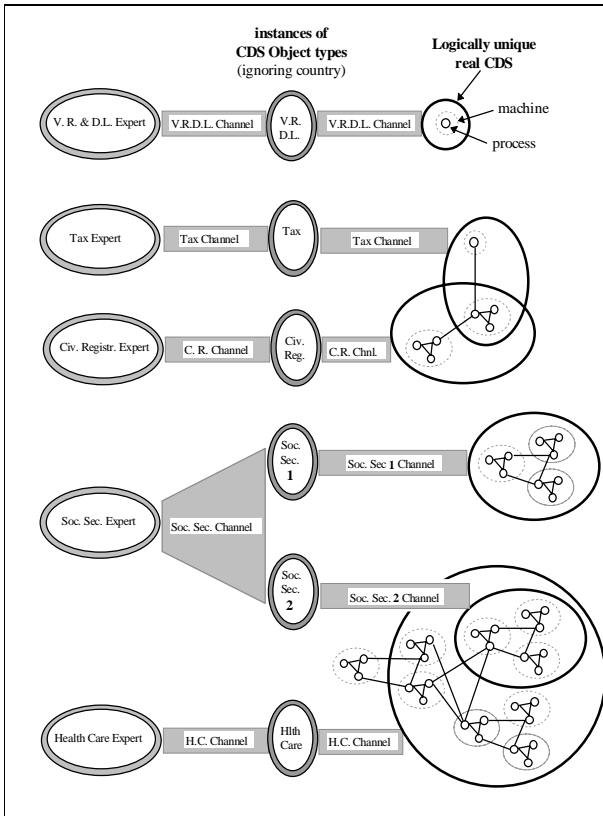 instances of
CDS Object types
(ignoring country)
Logically unique
real CDS
machine
process
V. R. & D.L. Expert
V.R.D.L. Channel
V.R.
D.L.
V.R.D.L. Channel
Tax Expert
Tax Channel
Tax
Tax Channel
Civ. Registr. Expert
C. R. Channel
Civ.
Reg.
C.R. Chnl.
Soc.
Sec.
1
Soc. Sec 1 Channel
Soc. Sec. Expert
Soc. Sec. Channel
Soc.
Sec.
2
Soc. Sec. 2 Channel
Health Care Expert
H.C. Channel
Hlth
Care
H.C. Channel